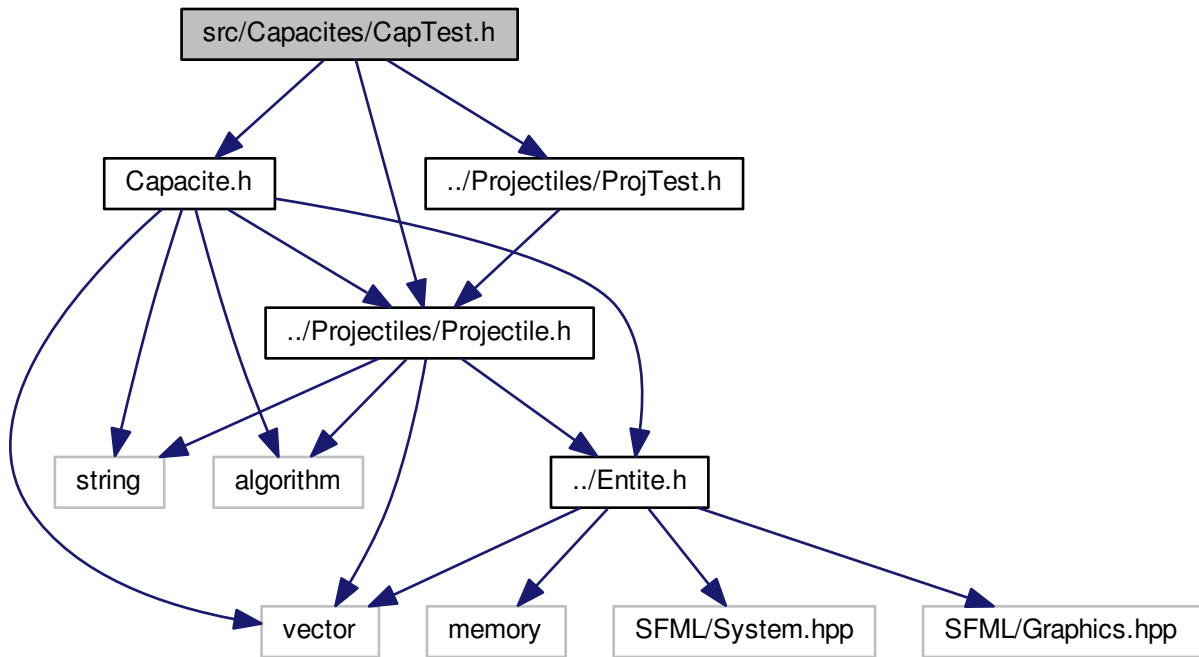 src/Capacites/CapTest.h
Capacite.h
../Projectiles/ProjTest.h
../Projectiles/Projectile.h
string
algorithm
../Entite.h
vector
memory
SFML/System.hpp
SFML/Graphics.hpp